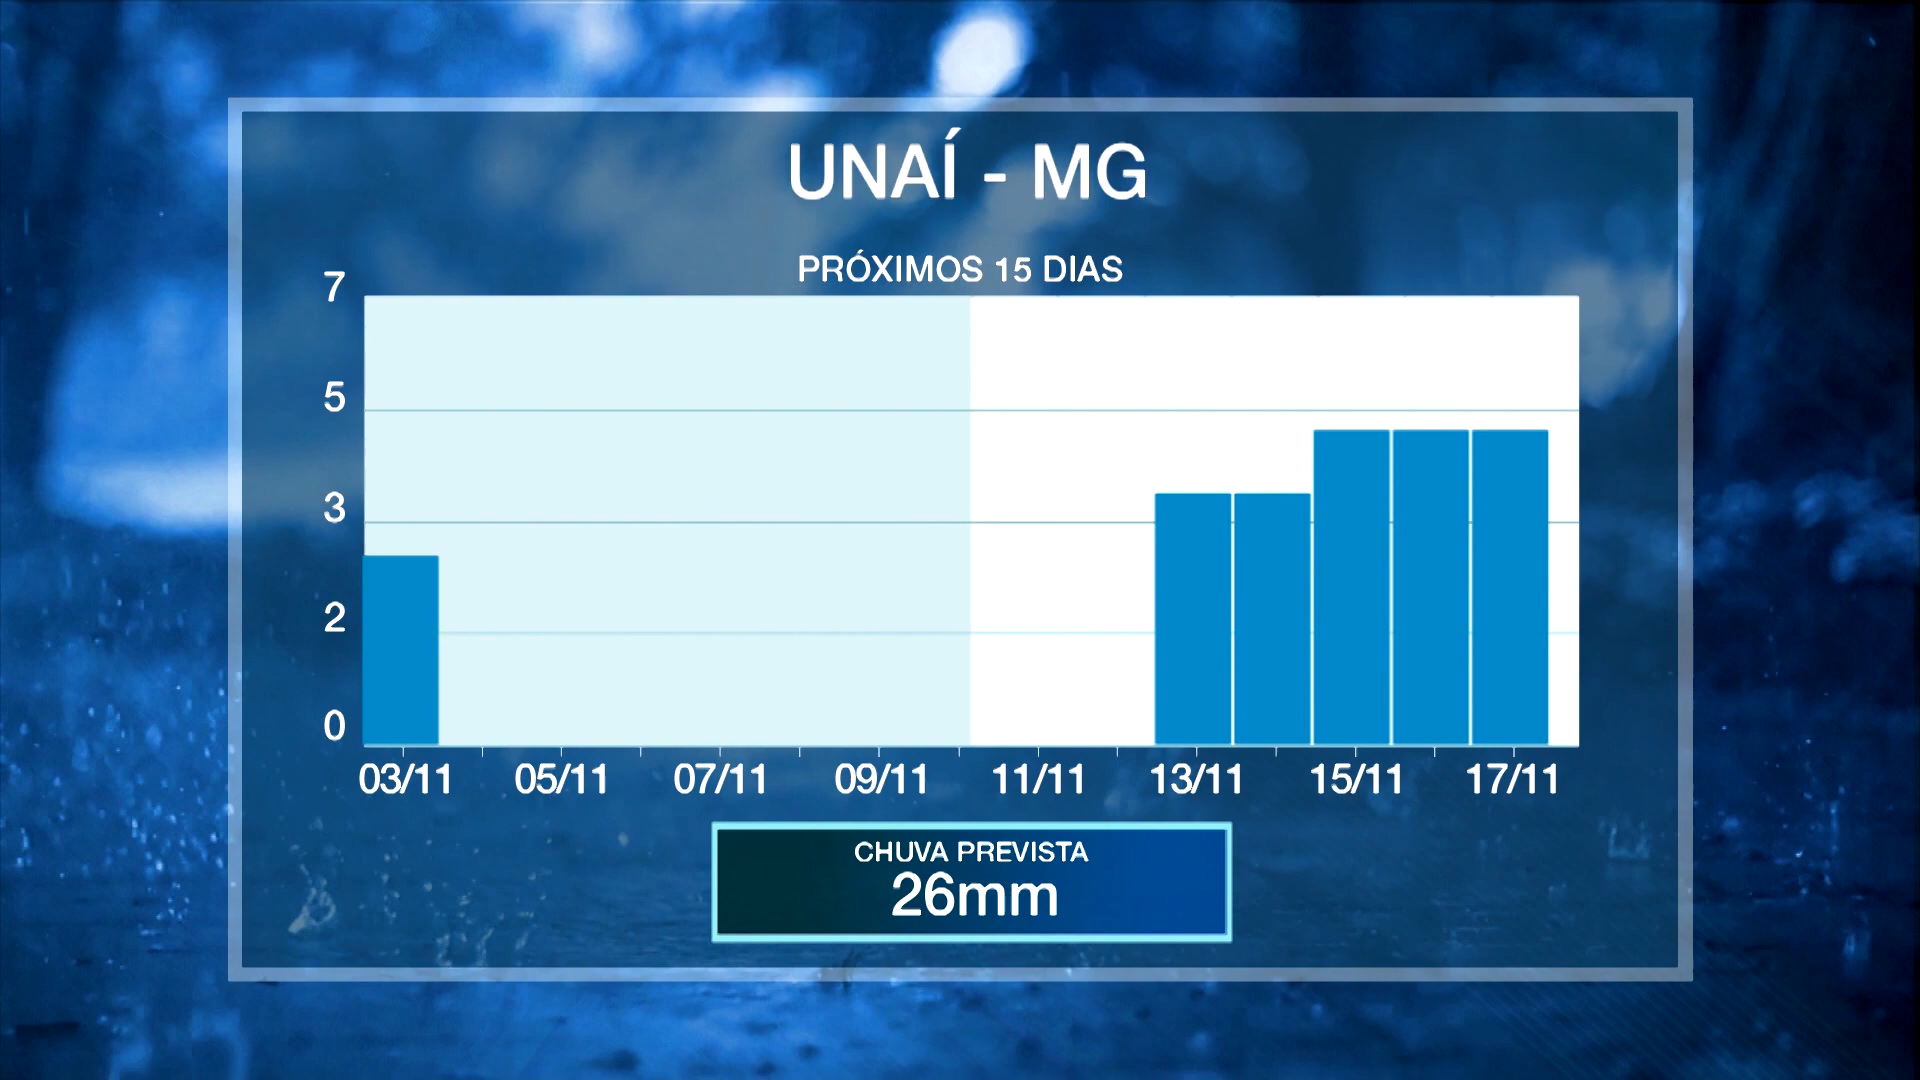 UNAÍ - MG
PRÓXIMOS 15 DIAS
7
5
3
2
0
03/11 05/11 07/11 09/11 11/11 13/11 15/11 17/11
CHUVA PREVISTA
26mm